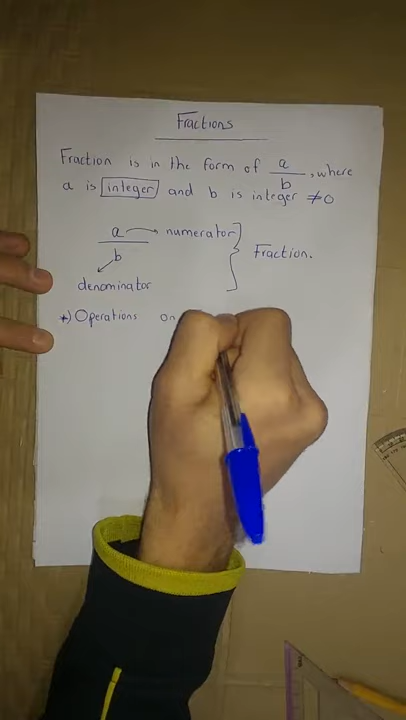 Fractions
Fraction is in the form of a/b, where
a is integer and b is integer ≠0
a → numerator
b
Fraction.
denominator
*) Operations on